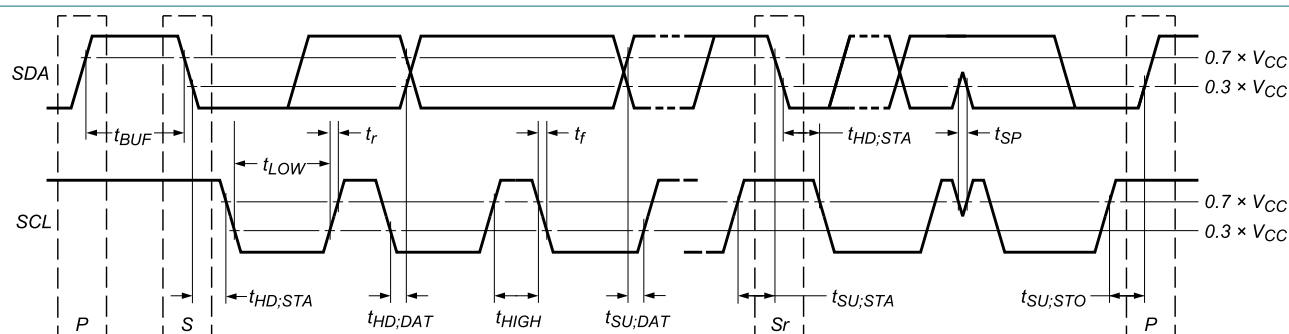 SDA
0.7 × VCC
0.3 × VCC
tBUF
tr
tf
tHD;STA
tSP
tLOW
SCL
0.7 × VCC
0.3 × VCC
tHD;STA
tHD;DAT
tHIGH
tSU;DAT
tSU;STA
tSU;STO
P
S
Sr
P